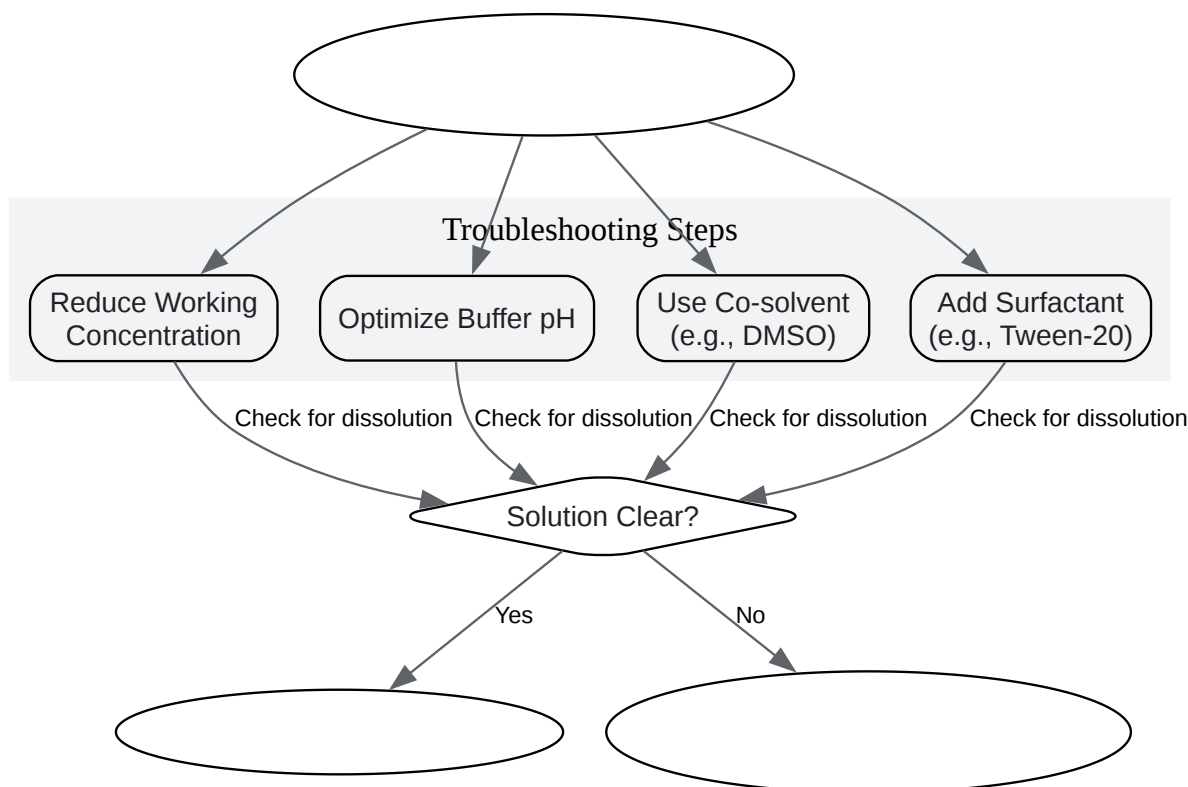 Troubleshooting Steps
Reduce Working
Concentration
Optimize Buffer pH
Use Co-solvent
(e.g., DMSO)
Add Surfactant
(e.g., Tween-20)
Check for dissolution
Check for dissolution
Check for dissolution
Check for dissolution
Solution Clear?
Yes
No